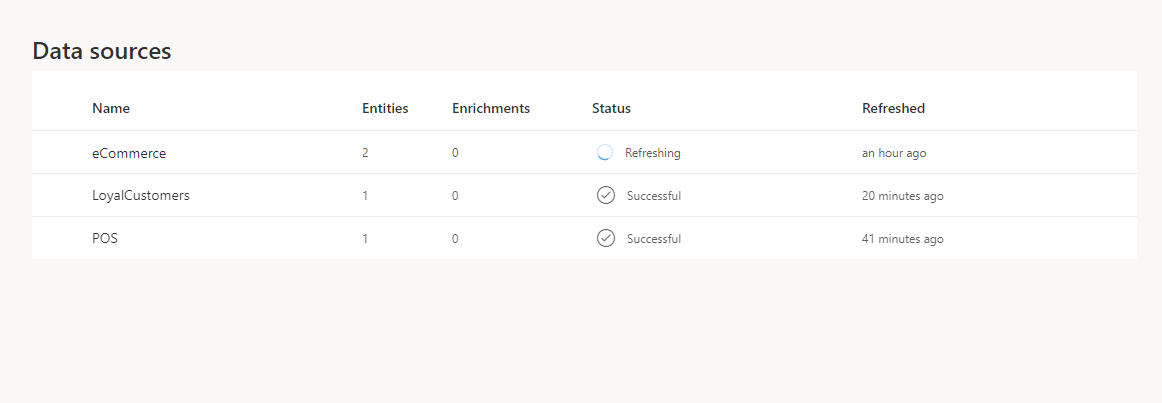 Data sources
Name Entities Enrichments Status Refreshed
eCommerce 2 0 Refreshing an hour ago
LoyalCustomers 1 0 Successful 20 minutes ago
POS 1 0 Successful 41 minutes ago